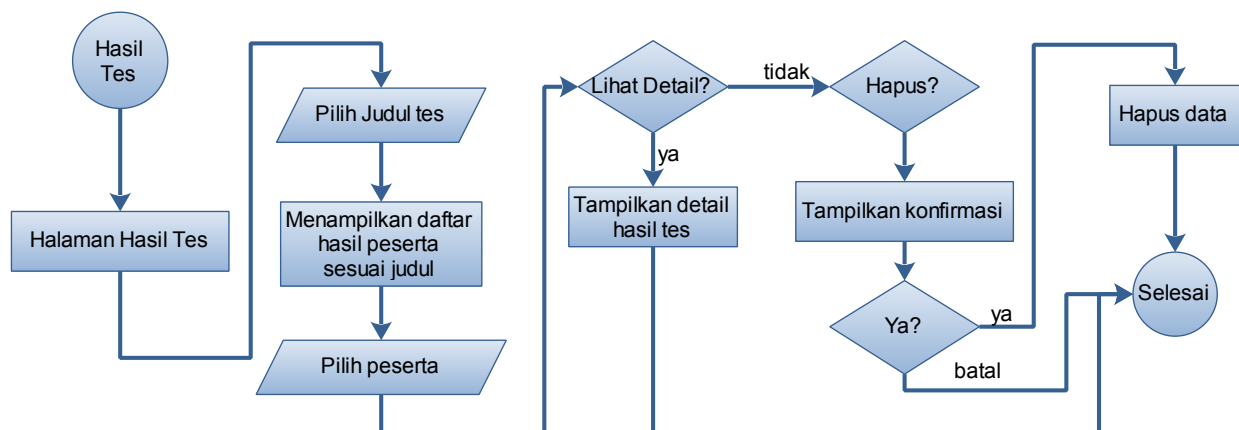 Hasil
Tes
Halaman Hasil Tes
Pilih Judul tes
Menampilkan daftar
hasil peserta
sesuai judul
Pilih peserta
Lihat Detail?
tidak
ya
Tampilkan detail
hasil tes
Hapus?
Tampilkan konfirmasi
Ya?
ya
batal
Hapus data
Selesai